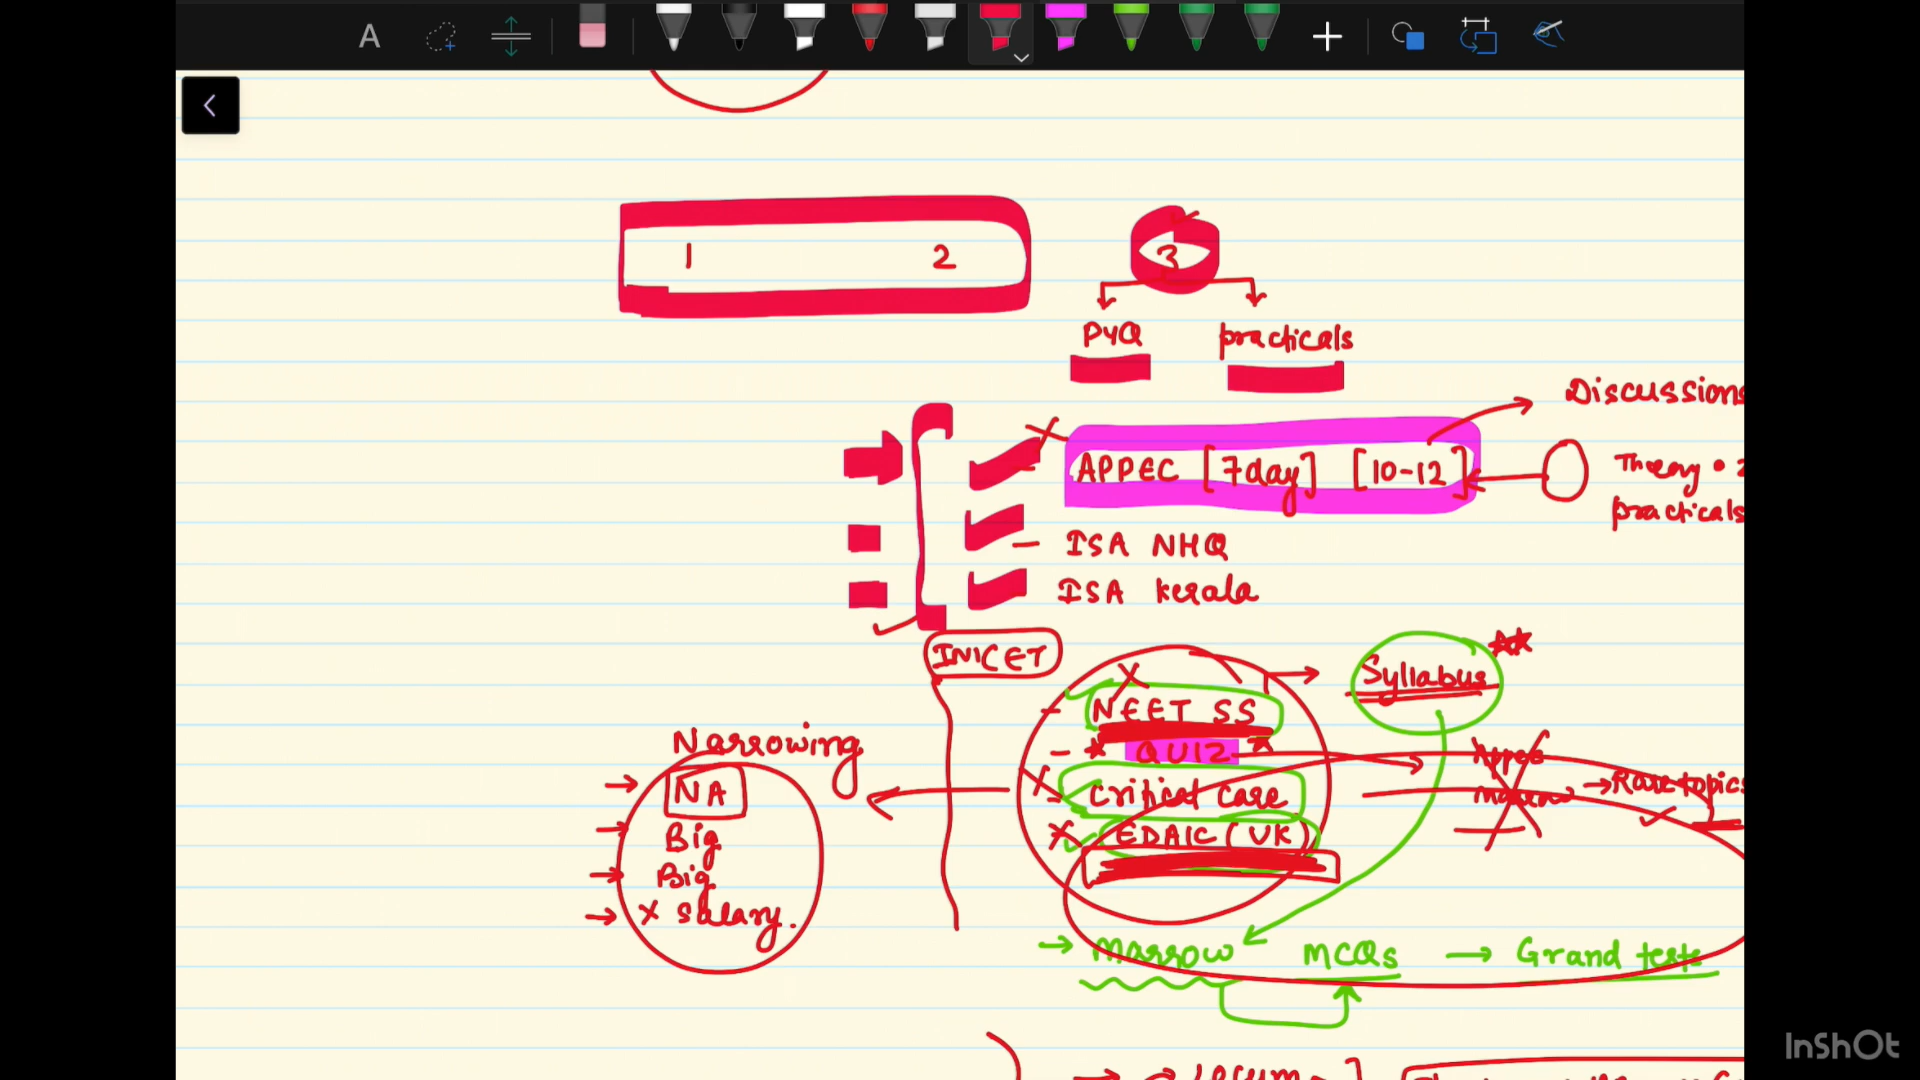 A
1 2 3
PYQ practicals
Discussions
APPEC [7day] [10-12]
Theory
practicals
- ISA NHQ
ISA Kerala
INICET
Syllabus
- NEET SS
- * QUIZ *
Narrowing
NA
Critical care
→ Rare topics
Big
EDAIC (UK)
Big
X salary.
→ Marrow MCQs → Grand tests
InShOt